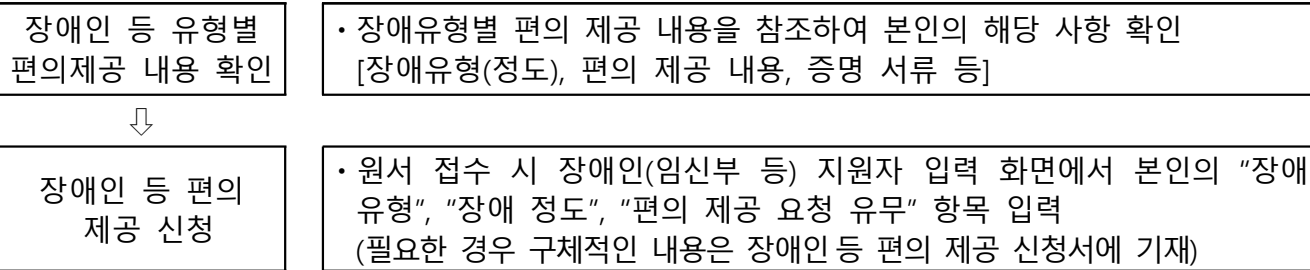 장애인 등 유형별
편의제공 내용 확인
・장애유형별 편의 제공 내용을 참조하여 본인의 해당 사항 확인
[장애유형(정도), 편의 제공 내용, 증명 서류 등]
⇩
장애인 등 편의
제공 신청
・원서 접수 시 장애인(임신부 등) 지원자 입력 화면에서 본인의 "장애
유형", "장애 정도", "편의 제공 요청 유무" 항목 입력
(필요한 경우 구체적인 내용은 장애인 등 편의 제공 신청서에 기재)